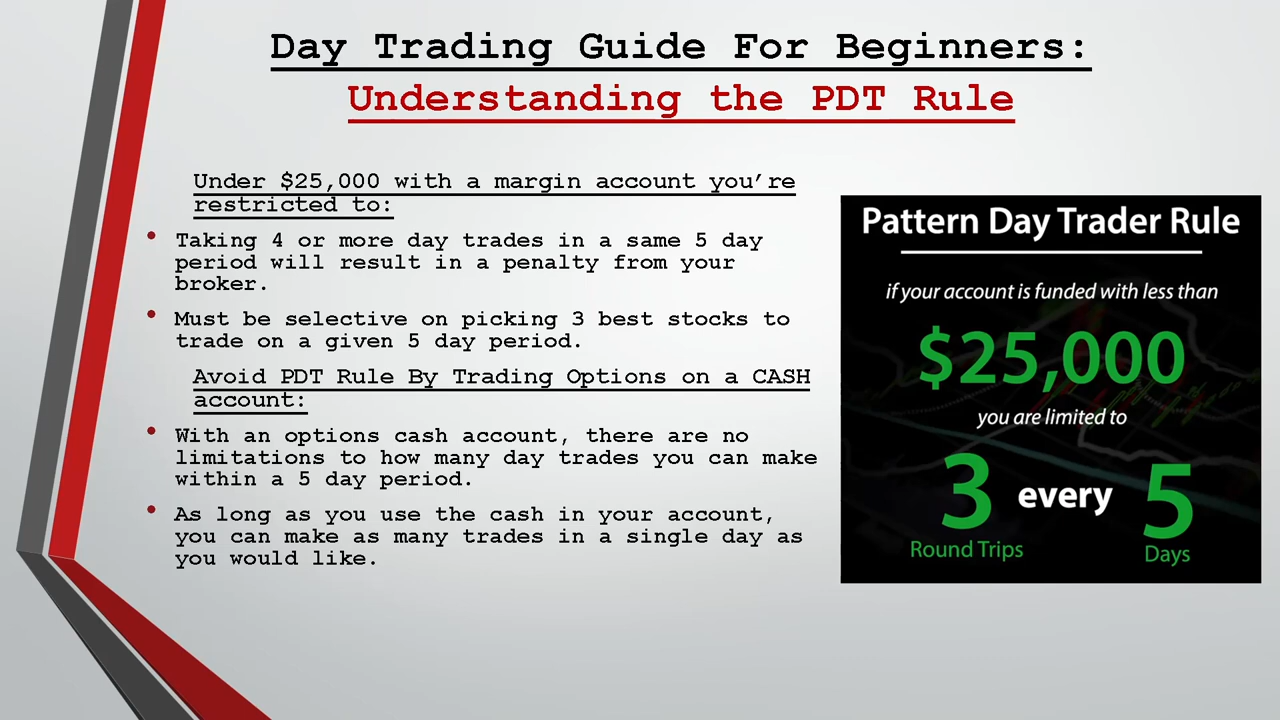 Day Trading Guide For Beginners:
Understanding the PDT Rule
Under $25,000 with a margin account you’re
restricted to:
• Taking 4 or more day trades in a same 5 day
period will result in a penalty from your
broker.
• Must be selective on picking 3 best stocks to
trade on a given 5 day period.
Avoid PDT Rule By Trading Options on a CASH
account:
• With an options cash account, there are no
limitations to how many day trades you can make
within a 5 day period.
• As long as you use the cash in your account,
you can make as many trades in a single day as
you would like.
Pattern Day Trader Rule
if your account is funded with less than
$25,000
you are limited to
3 every 5
Round Trips Days